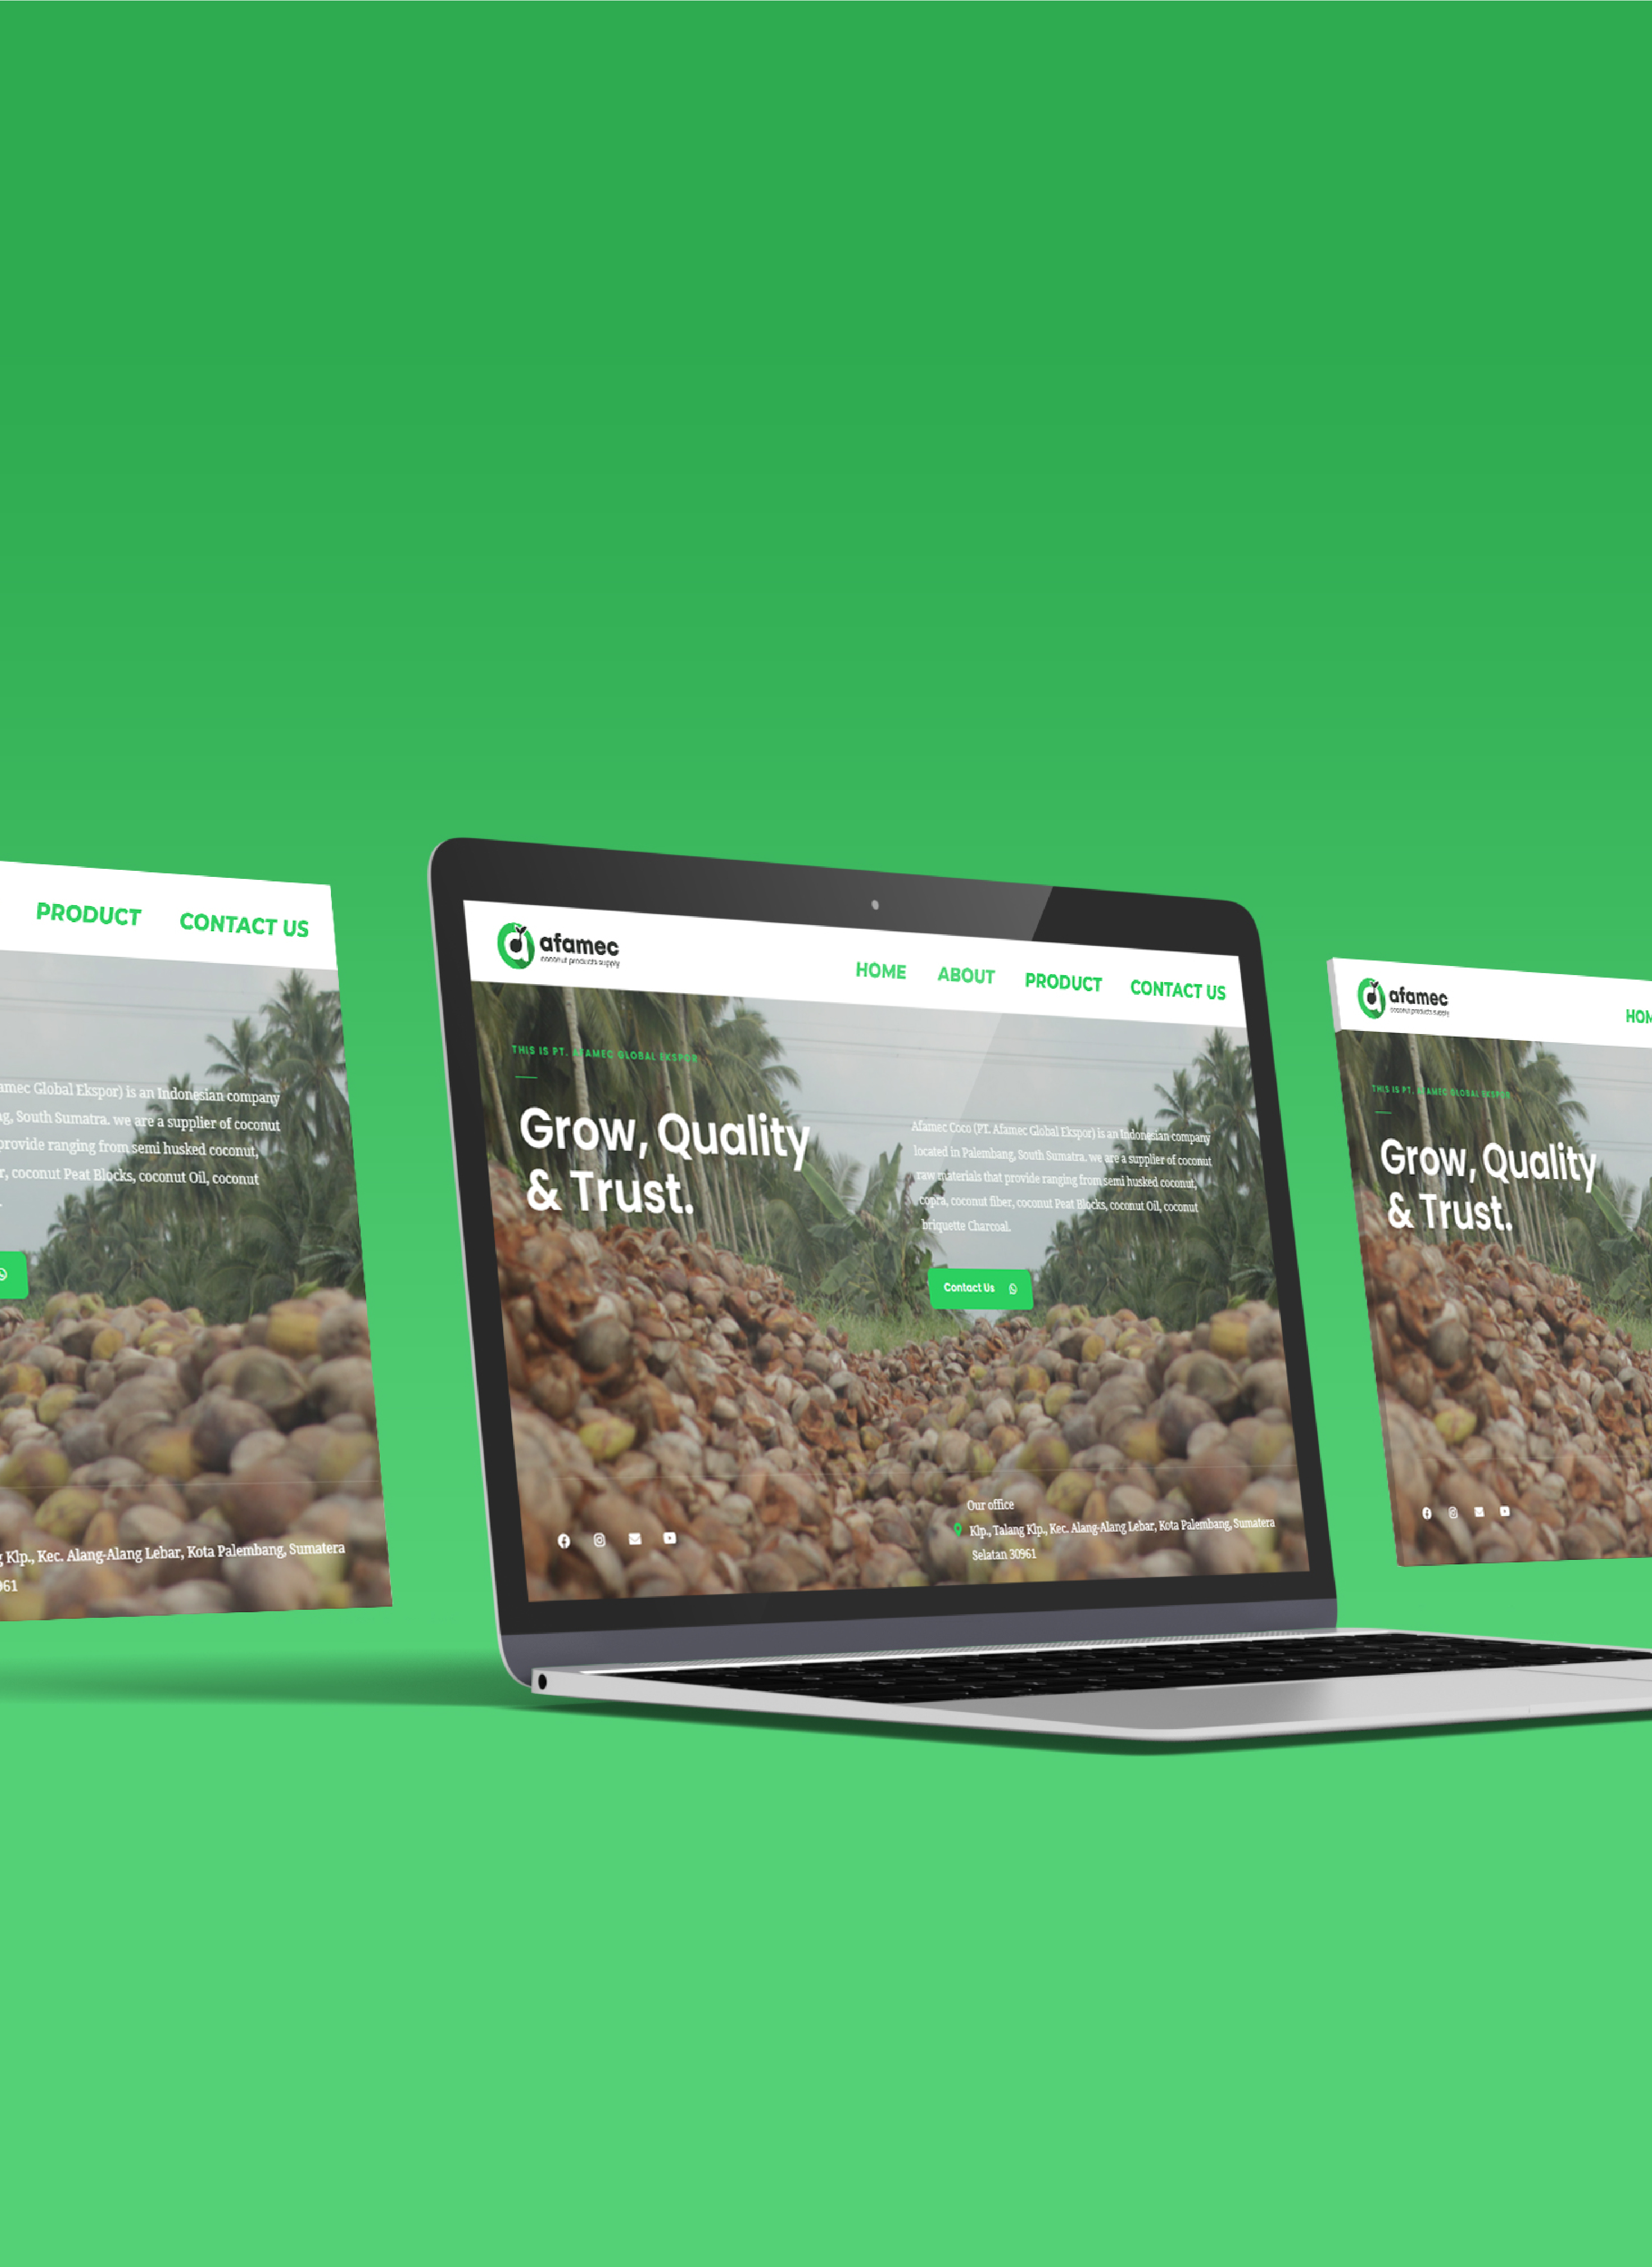 PRODUCT CONTACT US
amec Global Ekspor) is an Indonesian company
g, South Sumatra. we are a supplier of coconut
provide ranging from semi husked coconut,
r, coconut Peat Blocks, coconut Oil, coconut
g Klp., Kec. Alang-Alang Lebar, Kota Palembang, Sumatera
961
afamec
coconut products supply
HOME ABOUT PRODUCT CONTACT US
THIS IS PT. AFAMEC GLOBAL EKSPOR
Grow, Quality
& Trust.
Afamec Coco (PT. Afamec Global Ekspor) is an Indonesian company
located in Palembang, South Sumatra. we are a supplier of coconut
raw materials that provide ranging from semi husked coconut,
copra, coconut fiber, coconut Peat Blocks, coconut Oil, coconut
briquette Charcoal.
Contact Us
Our office
Klp., Talang Klp., Kec. Alang-Alang Lebar, Kota Palembang, Sumatera
Selatan 30961
afamec
coconut products supply
HOM
THIS IS PT. AFAMEC GLOBAL EKSPOR
Grow, Quality
& Trust.